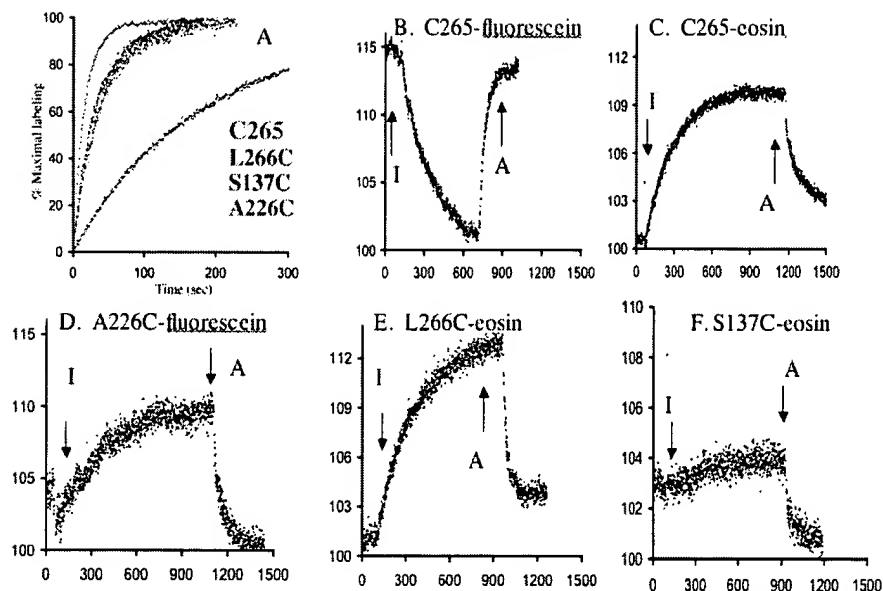 A
% Maximal labeling
100
80
60
40
20
0
C265
L266C
S137C
A226C
0 100 200 300
Time (sec)
B. C265-fluorescein
115
110
105
100
I
A
0 300 600 900 1200
C. C265-eosin
109
106
103
100
I
A
0 300 600 900 1200 1500
D. A226C-fluorescein
115
110
105
100
I
A
0 300 600 900 1200 1500
E. L266C-eosin
112
109
106
103
100
I
A
0 300 600 900 1200 1500
F. S137C-eosin
108
106
104
102
100
I
A
0 300 600 900 1200 1500